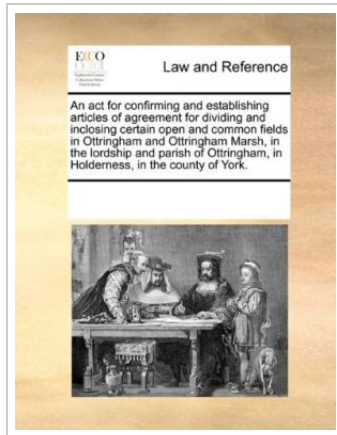 ECCO
Law and Reference
An act for confirming and establishing
articles of agreement for dividing and
inclosing certain open and common fields
in Ottringham and Ottringham Marsh, in
the lordship and parish of Ottringham, in
Holderness, in the county of York.